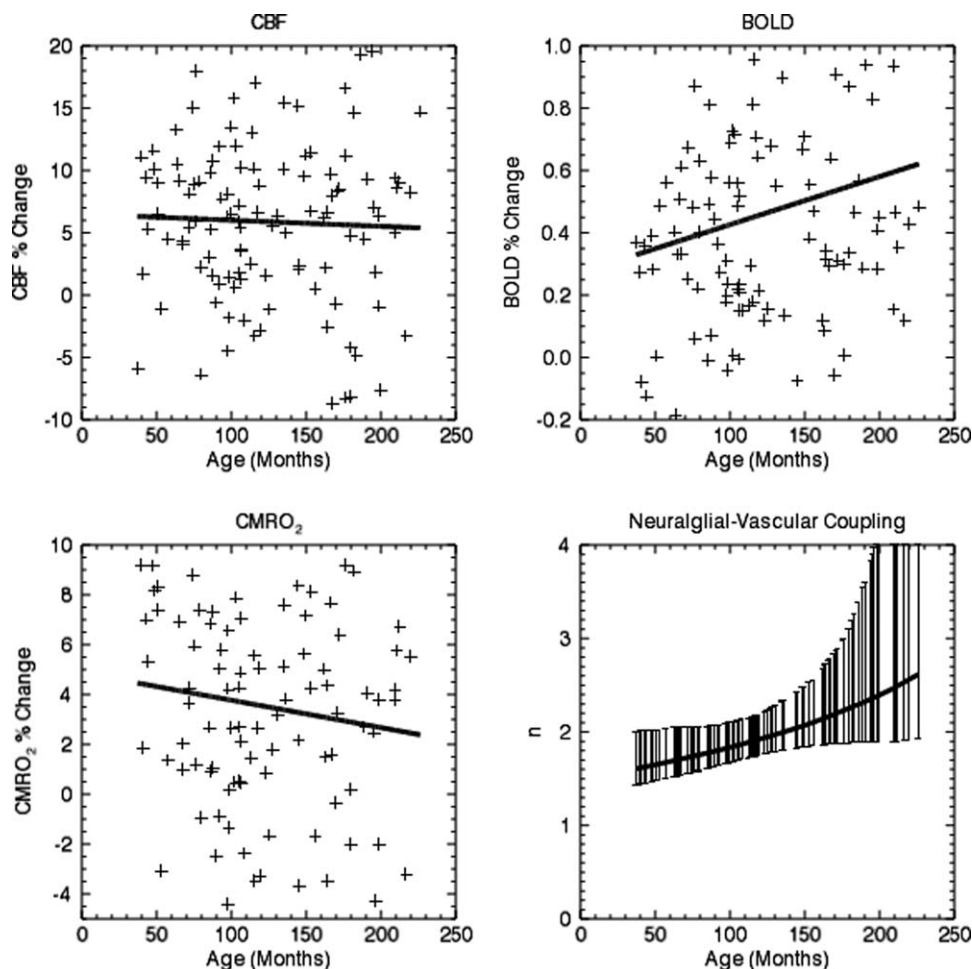 CBF
20
15
10
5
0
-5
-10
CBF % Change
0 50 100 150 200 250
Age (Months)
BOLD
1.0
0.8
0.6
0.4
0.2
0.0
-0.2
BOLD % Change
0 50 100 150 200 250
Age (Months)
CMRO₂
10
8
6
4
2
0
-2
-4
CMRO₂ % Change
0 50 100 150 200 250
Age (Months)
Neuralglial-Vascular Coupling
4
3
2
1
0
n
0 50 100 150 200 250
Age (Months)